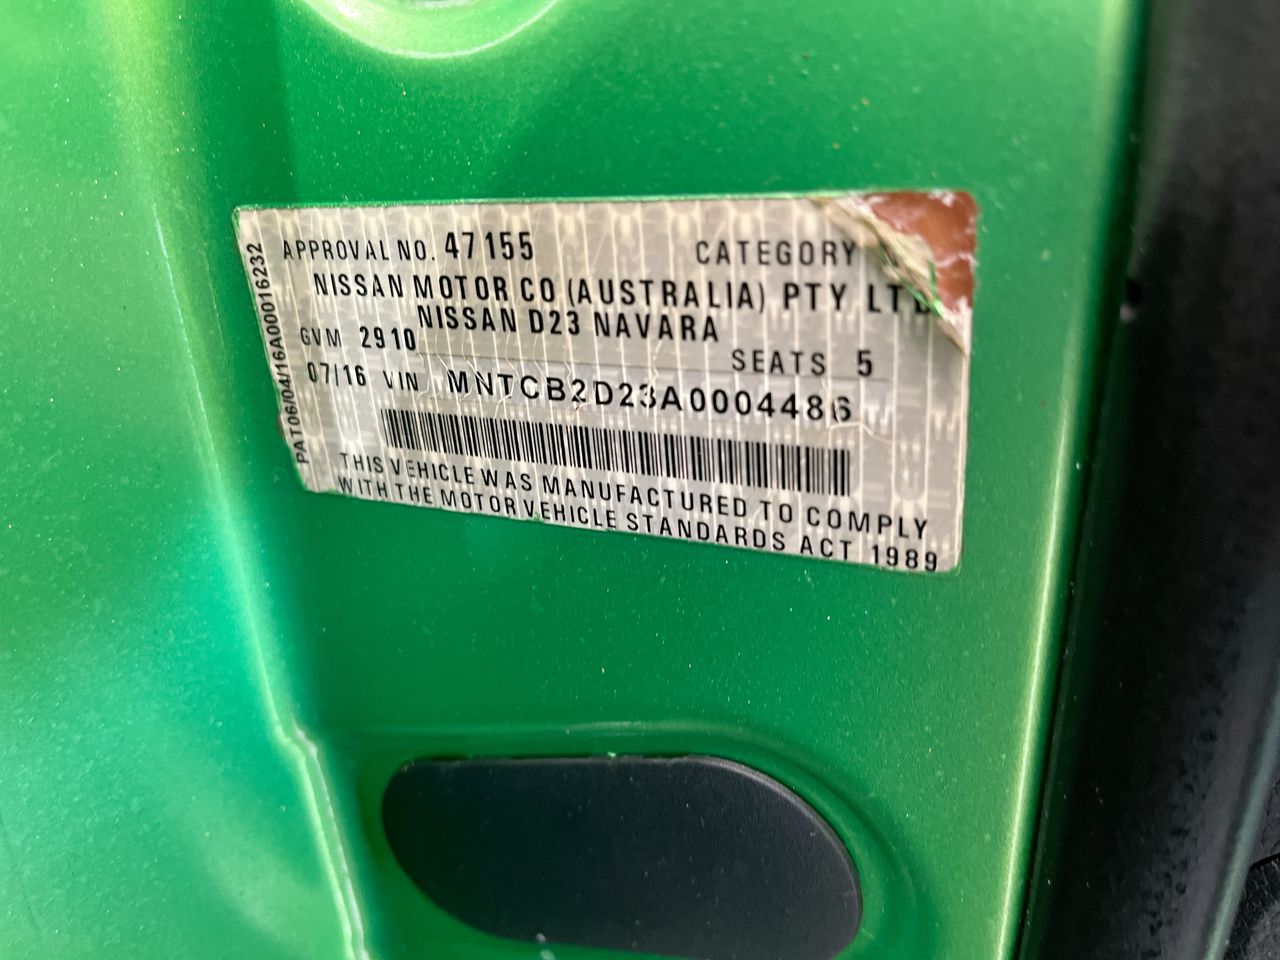 APPROVAL NO. 47155 CATEGORY
NISSAN MOTOR CO (AUSTRALIA) PTY LTD
NISSAN D23 NAVARA
GVM 2910 SEATS 5
07/16 VIN MNTCB2D23A0004486
THIS VEHICLE WAS MANUFACTURED TO COMPLY
WITH THE MOTOR VEHICLE STANDARDS ACT 1989
PAT06/04/16A00016232